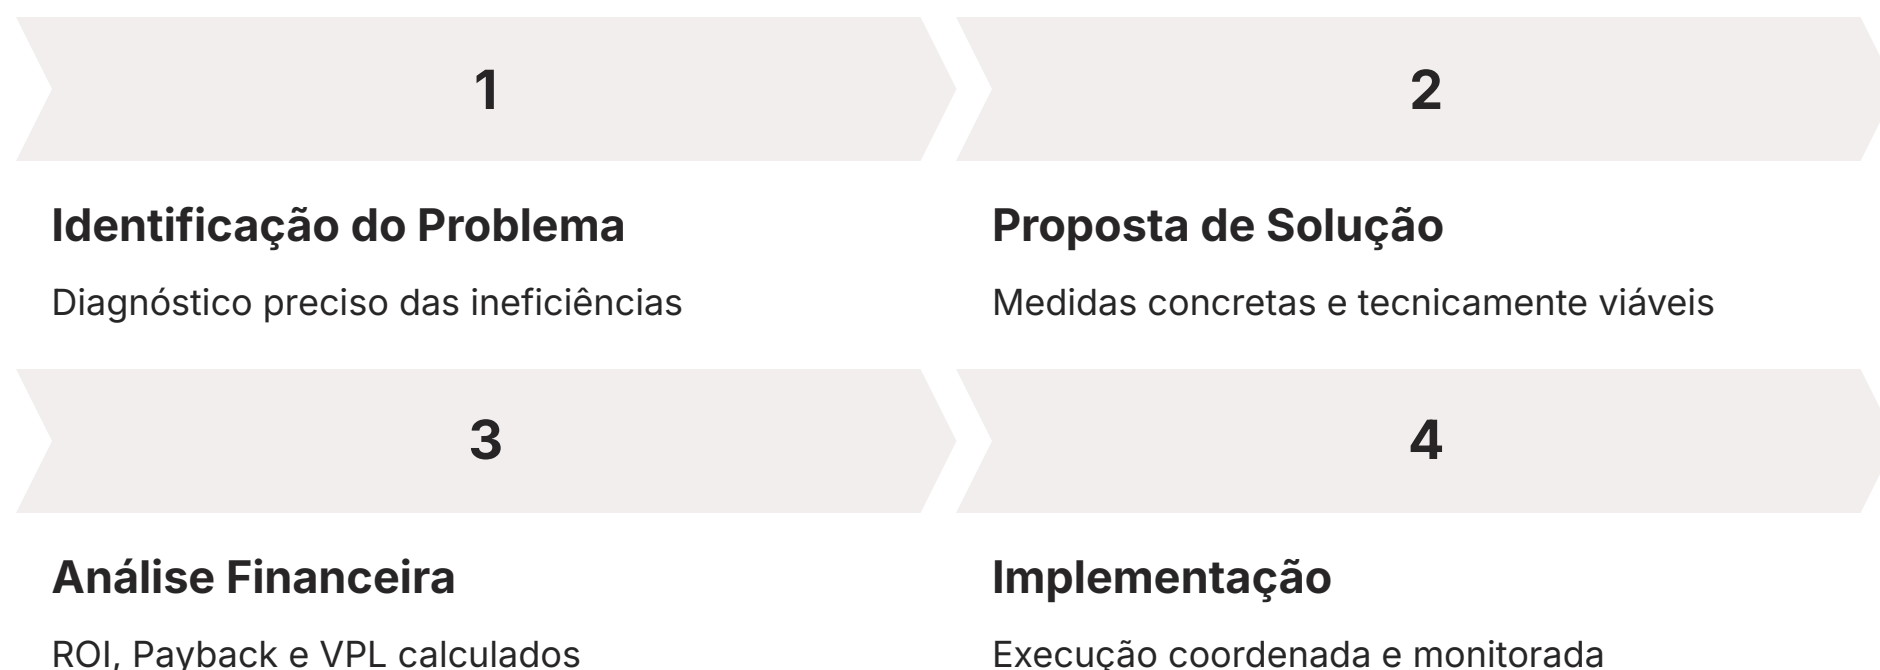 1
Identificação do Problema
Diagnóstico preciso das ineficiências
2
Proposta de Solução
Medidas concretas e tecnicamente viáveis
3
Análise Financeira
ROI, Payback e VPL calculados
4
Implementação
Execução coordenada e monitorada